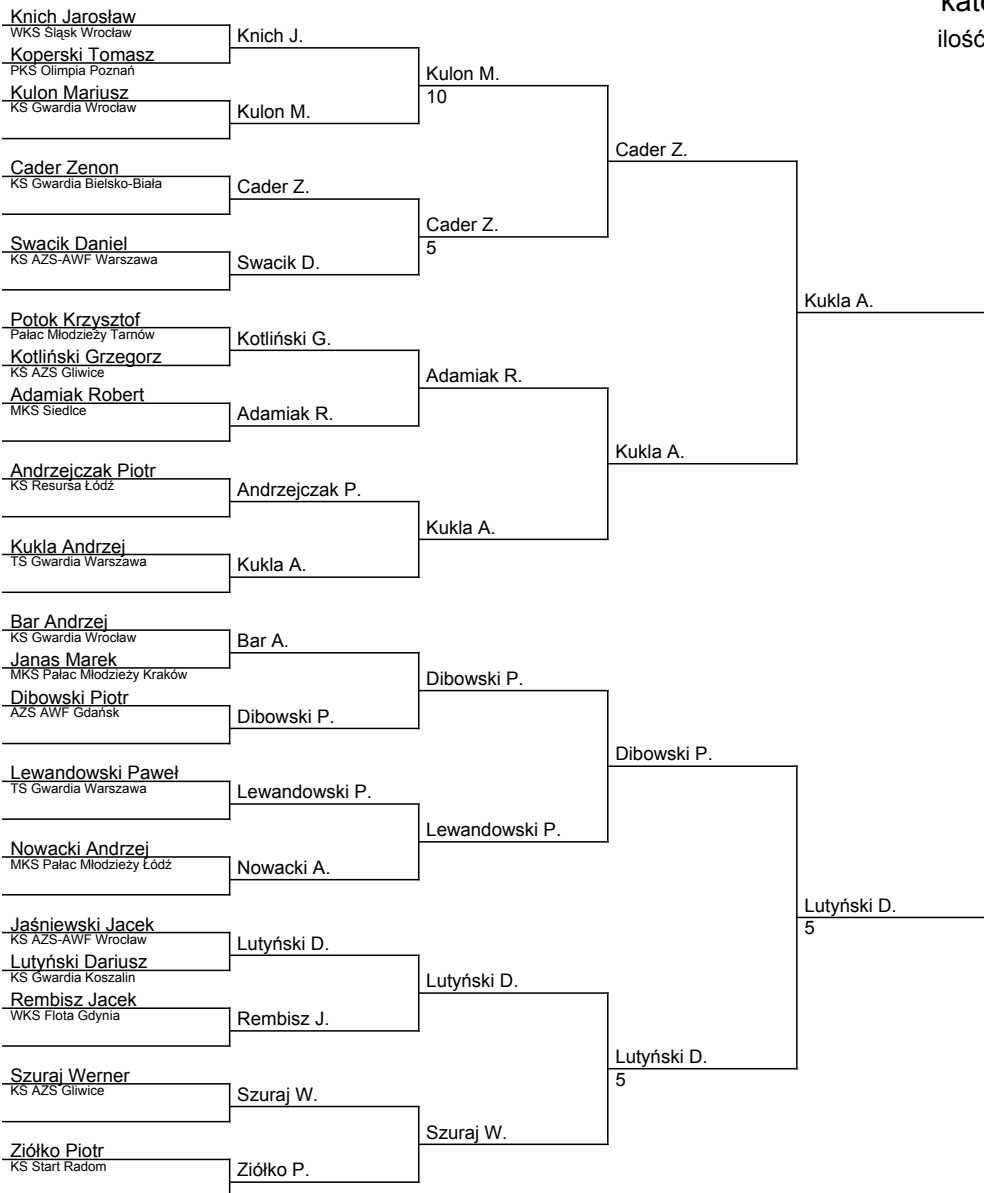 kate
ilość
Knich Jarosław
WKS Śląsk Wrocław
Koperski Tomasz
PKS Olimpia Poznań
Kulon Mariusz
KS Gwardia Wrocław
Cader Zenon
KS Gwardia Bielsko-Biała
Swacik Daniel
KS AZS-AWF Warszawa
Potok Krzysztof
Pałac Młodzieży Tarnów
Kotliński Grzegorz
KS AZS Gliwice
Adamiak Robert
MKS Siedlce
Andrzejczak Piotr
KS Resursa Łódź
Kukla Andrzej
TS Gwardia Warszawa
Bar Andrzej
KS Gwardia Wrocław
Janas Marek
MKS Pałac Młodzieży Kraków
Dibowski Piotr
AZS AWF Gdańsk
Lewandowski Paweł
TS Gwardia Warszawa
Nowacki Andrzej
MKS Pałac Młodzieży Łódź
Jaśniewski Jacek
KS AZS-AWF Wrocław
Lutyński Dariusz
KS Gwardia Koszalin
Rembisz Jacek
WKS Flota Gdynia
Szuraj Werner
KS AZS Gliwice
Ziółko Piotr
KS Start Radom
Knich J.
Kulon M.
Cader Z.
Swacik D.
Kotliński G.
Adamiak R.
Andrzejczak P.
Kukla A.
Bar A.
Dibowski P.
Lewandowski P.
Nowacki A.
Lutyński D.
Rembisz J.
Szuraj W.
Ziółko P.
Kulon M.
10
Cader Z.
5
Adamiak R.
Kukla A.
Dibowski P.
Lewandowski P.
Lutyński D.
Szuraj W.
Cader Z.
Kukla A.
Dibowski P.
Lutyński D.
5
Kukla A.
Lutyński D.
5